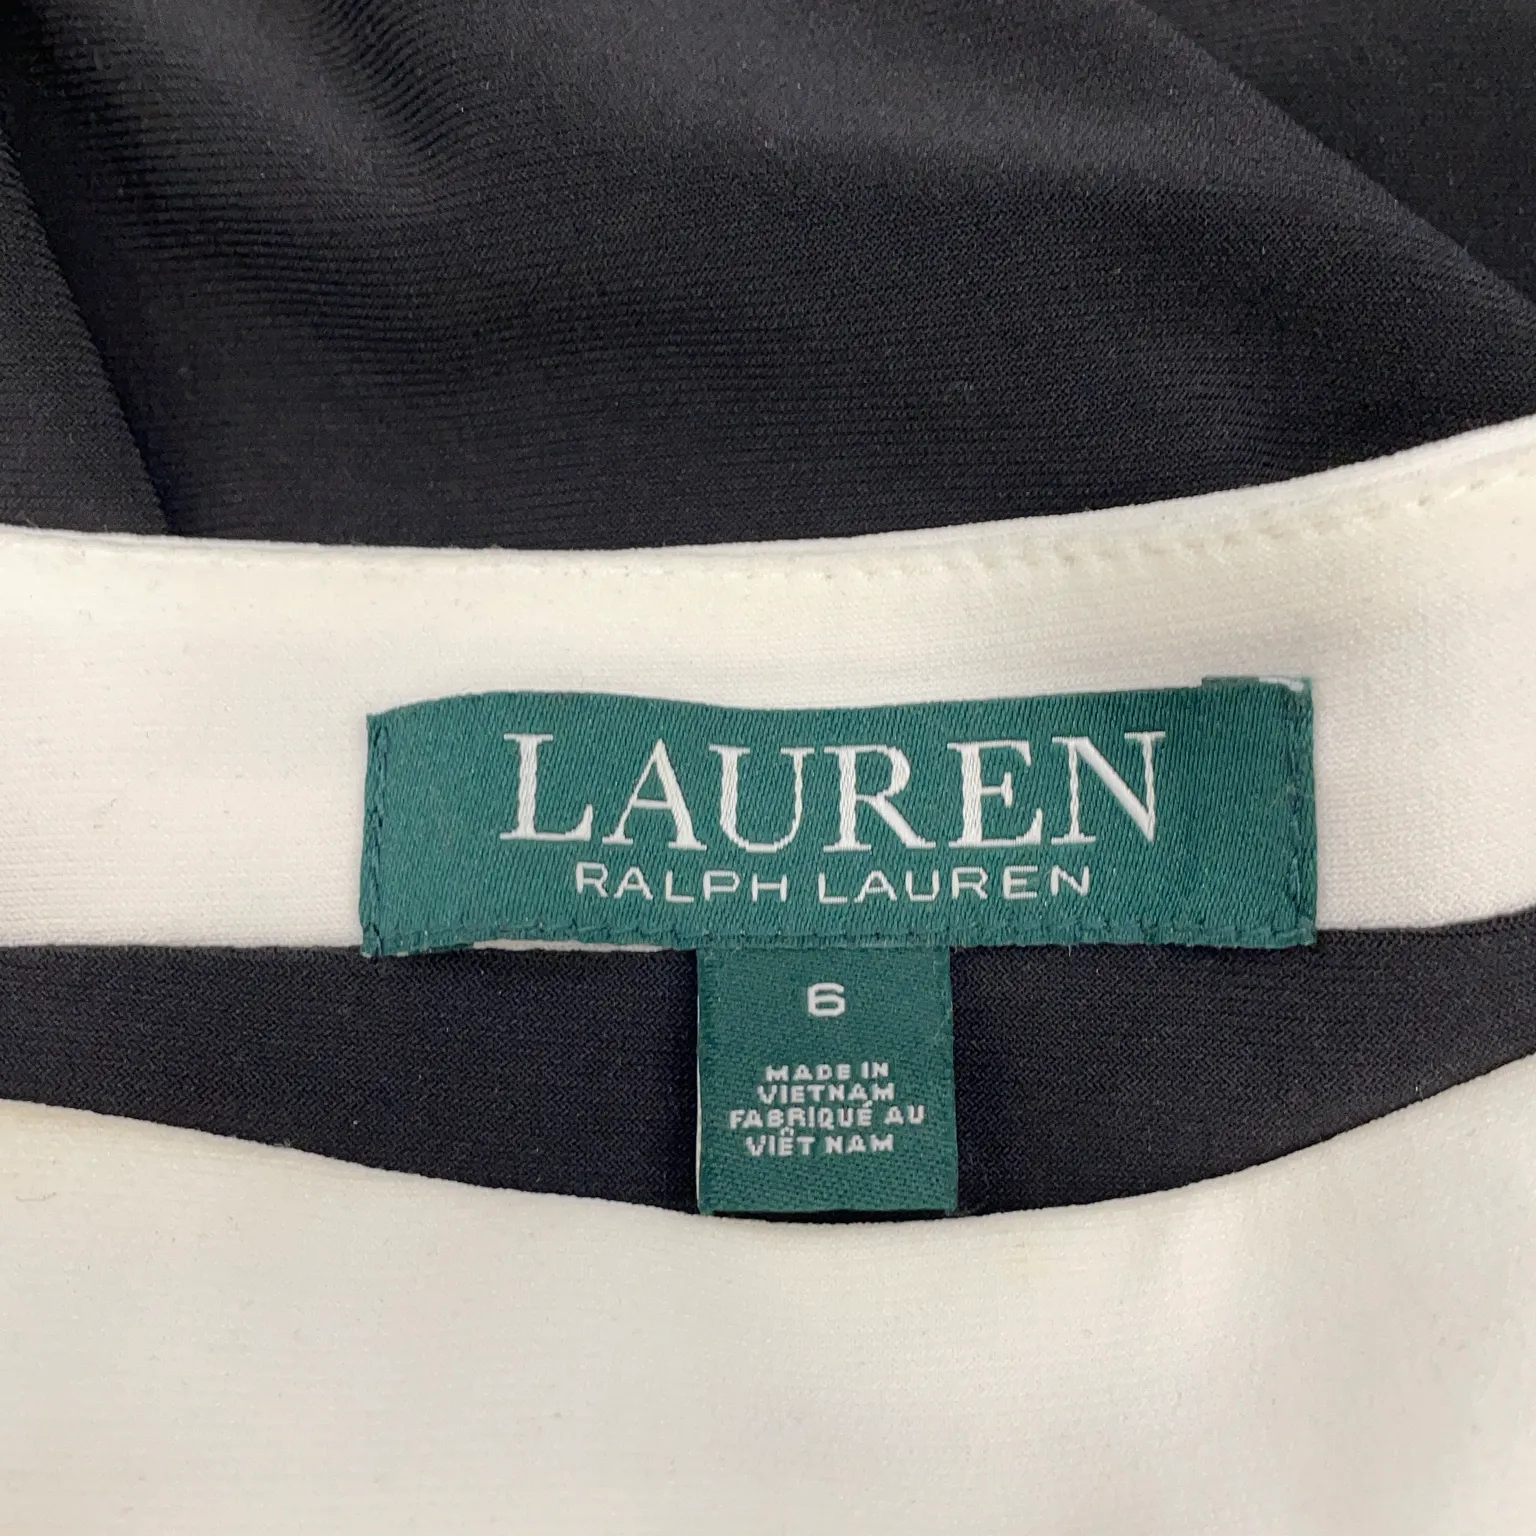 LAUREN
RALPH LAUREN
6
MADE IN
VIETNAM
FABRIQUÉ AU
VIÊT NAM